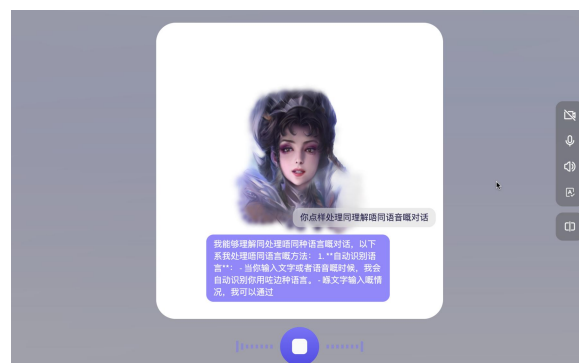 你点样处理同理解唔同语音嘅对话
我能够理解同处理唔同种语言嘅对话，以下
系我处理唔同语言嘅方法： 1. **自动识别语
言**： - 当你输入文字或者语音嘅时候，我会
自动识别你用咗边种语言。 - 喺文字输入嘅情
况，我可以通过